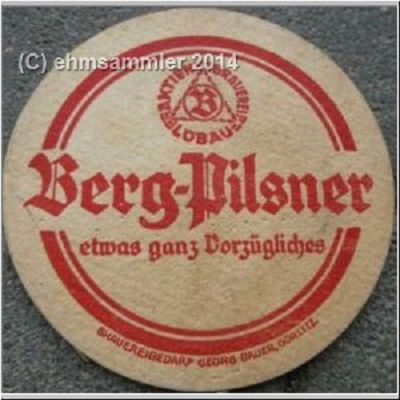 (C) ehmsammler 2014
AKTIEN-BRAUEREI
B
LÖBAU
Berg-Pilsner
etwas ganz Vorzügliches
BRAUEREIBEDARF GEORG BAUER, GÖRLITZ